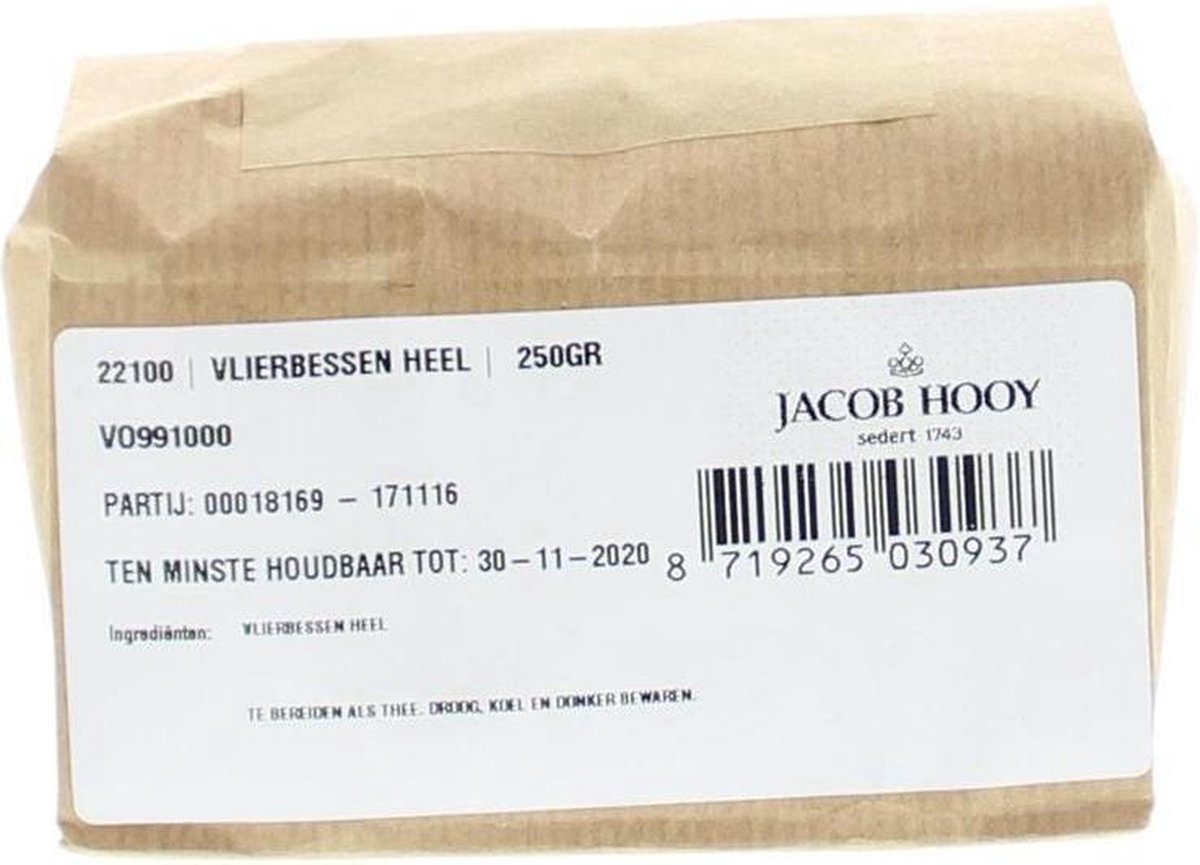 22100 | VLIERBESSEN HEEL | 250GR
VO991000
PARTIJ: 00018169 – 171116
TEN MINSTE HOUDBAAR TOT: 30–11–2020
Ingrediënten: VLIERBESSEN HEEL
TE BEREIDEN ALS THEE. DROOG, KOEL EN DONKER BEWAREN.
JACOB HOOY
sedert 1743
8 719265 030937